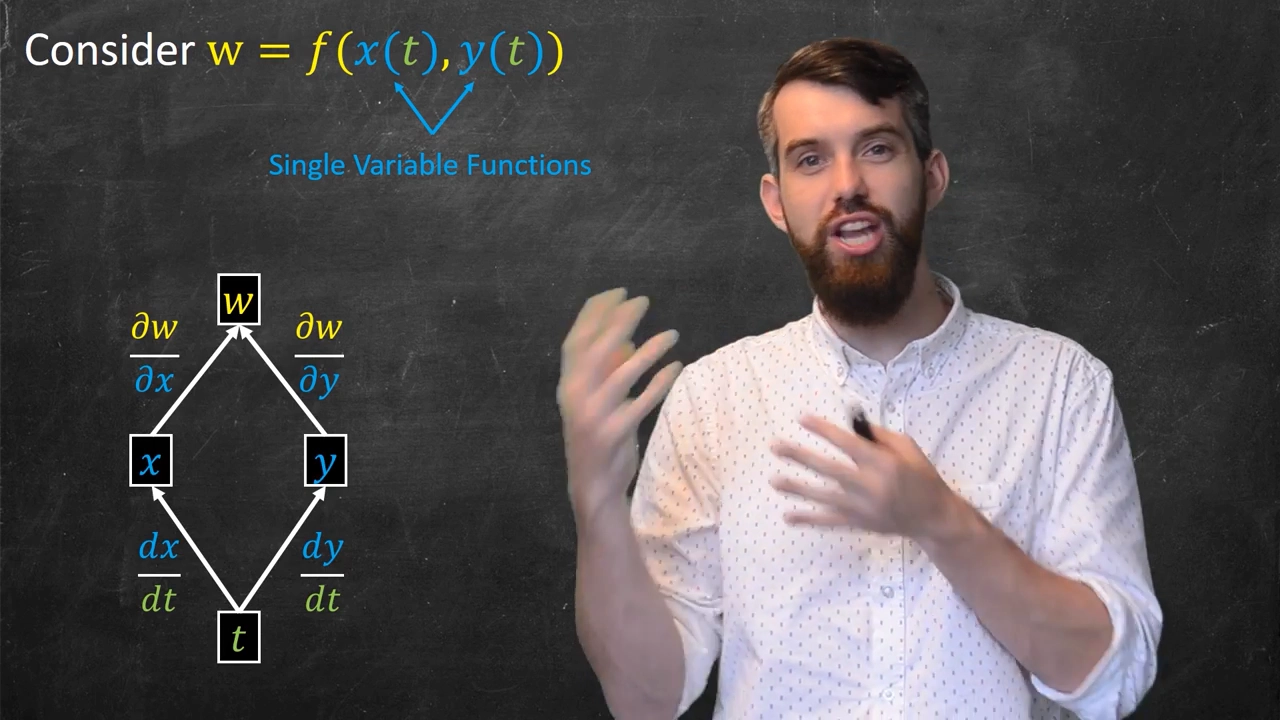 Consider w = f(x(t), y(t))
Single Variable Functions
w
∂w/∂x ∂w/∂y
x y
dx/dt dy/dt
t